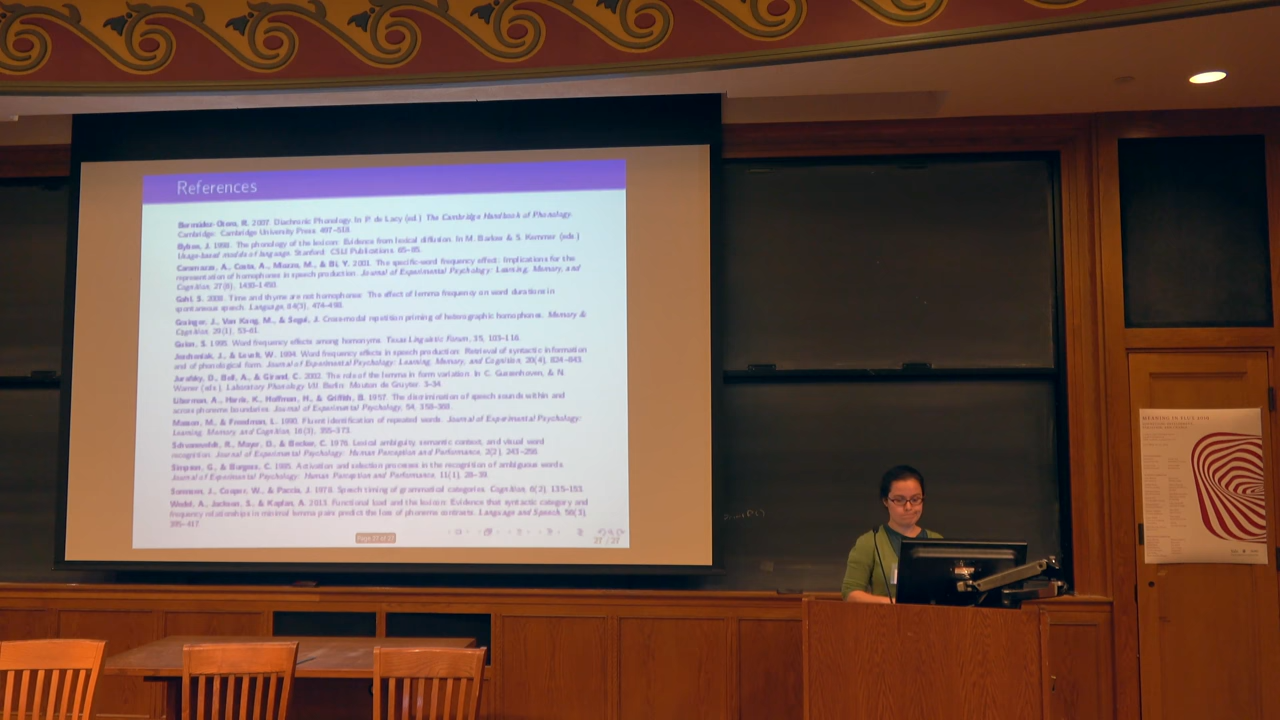 References
Bermúdez-Otero, R. 2007. Diachronic Phonology. In P. de Lacy (ed.) The Cambridge Handbook of Phonology.
Cambridge: Cambridge University Press. 497–518.
Bybee, J. The phonology of the lexicon: Evidence from lexical diffusion. In M. Barlow & S. Kemmer (eds.)
Usage-based models of language. Stanford: CSLI Publications. 65–85.
Caramazza, A., Costa, A., Miozzo, M., & Bi, Y. 2001. The specific-word frequency effect: Implications for the
representation of homophones in speech production. Journal of Experimental Psychology: Learning, Memory, and
Cognition, 27(6), 1430–1450.
Gahl, S. 2008. Time and thyme are not homophones: The effect of lemma frequency on word durations in
spontaneous speech. Language, 84(3), 474–496.
Grainger, J., Van Kang, M., & Segui, J. Cross-modal repetition priming of heterographic homophones. Memory &
Cognition, 29(1), 53–61.
Guion, S. 1995. Word frequency effects among homonyms. Texas Linguistic Forum, 35, 103–116.
Jescheniak, J., & Levelt, W. 1994. Word frequency effects in speech production: Retrieval of syntactic information
and of phonological form. Journal of Experimental Psychology: Learning, Memory, and Cognition, 20(4), 824–843.
Jurafsky, D., Bell, A., & Girand, C. 2002. The role of the lemma in form variation. In C. Gussenhoven, & N.
Warner (eds.), Laboratory Phonology VII. Berlin: Mouton de Gruyter. 3–34.
Liberman, A., Harris, K., Hoffman, H., & Griffith, B. 1957. The discrimination of speech sounds within and
across phoneme boundaries. Journal of Experimental Psychology, 54, 358–368.
Masson, M., & Freedman, L. 1990. Fluent identification of repeated words. Journal of Experimental Psychology:
Learning, Memory and Cognition, 16(3), 355–373.
Schvaneveldt, R., Meyer, D., & Becker, C. 1976. Lexical ambiguity, semantic context, and visual word
recognition. Journal of Experimental Psychology: Human Perception and Performance, 2(2), 243–256.
Simpson, G., & Burgess, C. 1985. Activation and selection processes in the recognition of ambiguous words.
Journal of Experimental Psychology: Human Perception and Performance, 11(1), 28–39.
Sorensen, J., Cooper, W., & Paccia, J. 1978. Speech timing of grammatical categories. Cognition, 6(2), 135–153.
Wedel, A., Jackson, S., & Kaplan, A. 2013. Functional load and the lexicon: Evidence that syntactic category and
frequency relationships in minimal lemma pairs predict the loss of phoneme contrasts. Language and Speech, 56(3),
395–417.
Page 27 of 27
27 / 27
MEANING IN FLUX 2018